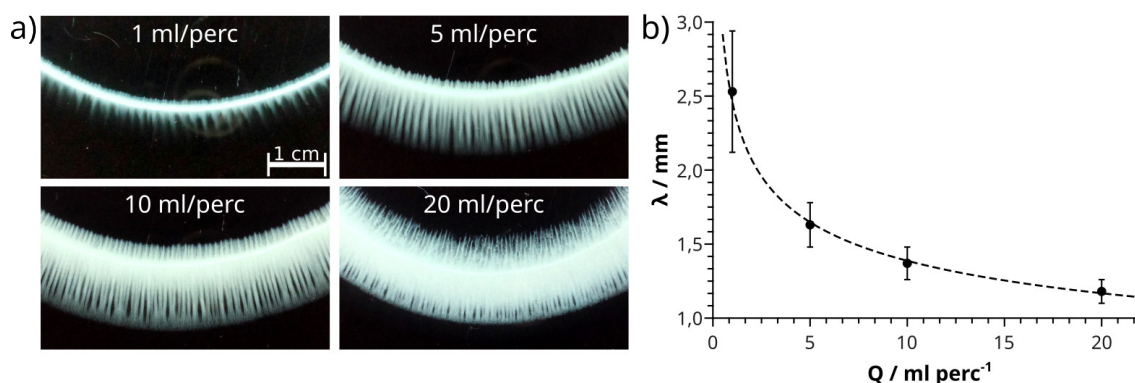 a)
1 ml/perc
5 ml/perc
1 cm
10 ml/perc
20 ml/perc
b)
3,0
2,5
2,0
1,5
1,0
λ / mm
0 5 10 15 20
Q / ml perc⁻¹